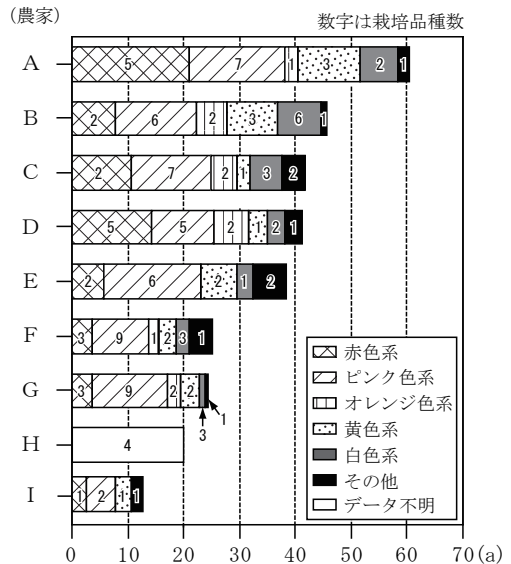 (農家)
数字は栽培品種数
A 5 7 1 3 2 1
B 2 6 2 3 6 1
C 2 7 2 1 3 2
D 5 5 2 1 2 1
E 2 6 2 1 2
F 3 9 1 2 3 1
G 3 9 2 2 3 1
H 4
I 1 2 1 1
赤色系
ピンク色系
オレンジ色系
黄色系
白色系
その他
データ不明
0 10 20 30 40 50 60 70(a)